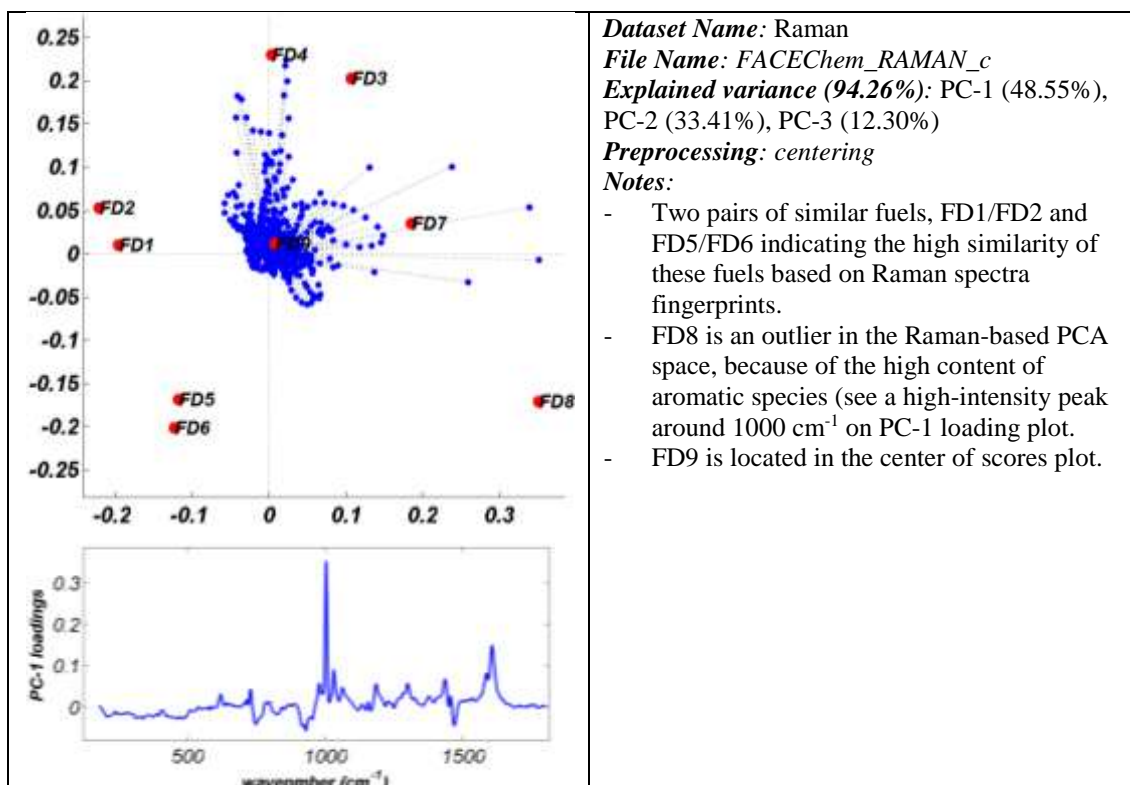 0.25
0.2
0.15
0.1
0.05
0
-0.05
-0.1
-0.15
-0.2
-0.25
FD4
FD3
FD2
FD1
FD7
FD9
FD5
FD6
FD8
-0.2 -0.1 0 0.1 0.2 0.3
PC-1 loadings
0.3
0.2
0.1
0
500 1000 1500
wavenmber (cm-1)
Dataset Name: Raman
File Name: FACEChem_RAMAN_c
Explained variance (94.26%): PC-1 (48.55%),
PC-2 (33.41%), PC-3 (12.30%)
Preprocessing: centering
Notes:
- Two pairs of similar fuels, FD1/FD2 and
FD5/FD6 indicating the high similarity of
these fuels based on Raman spectra
fingerprints.
- FD8 is an outlier in the Raman-based PCA
space, because of the high content of
aromatic species (see a high-intensity peak
around 1000 cm-1 on PC-1 loading plot.
- FD9 is located in the center of scores plot.